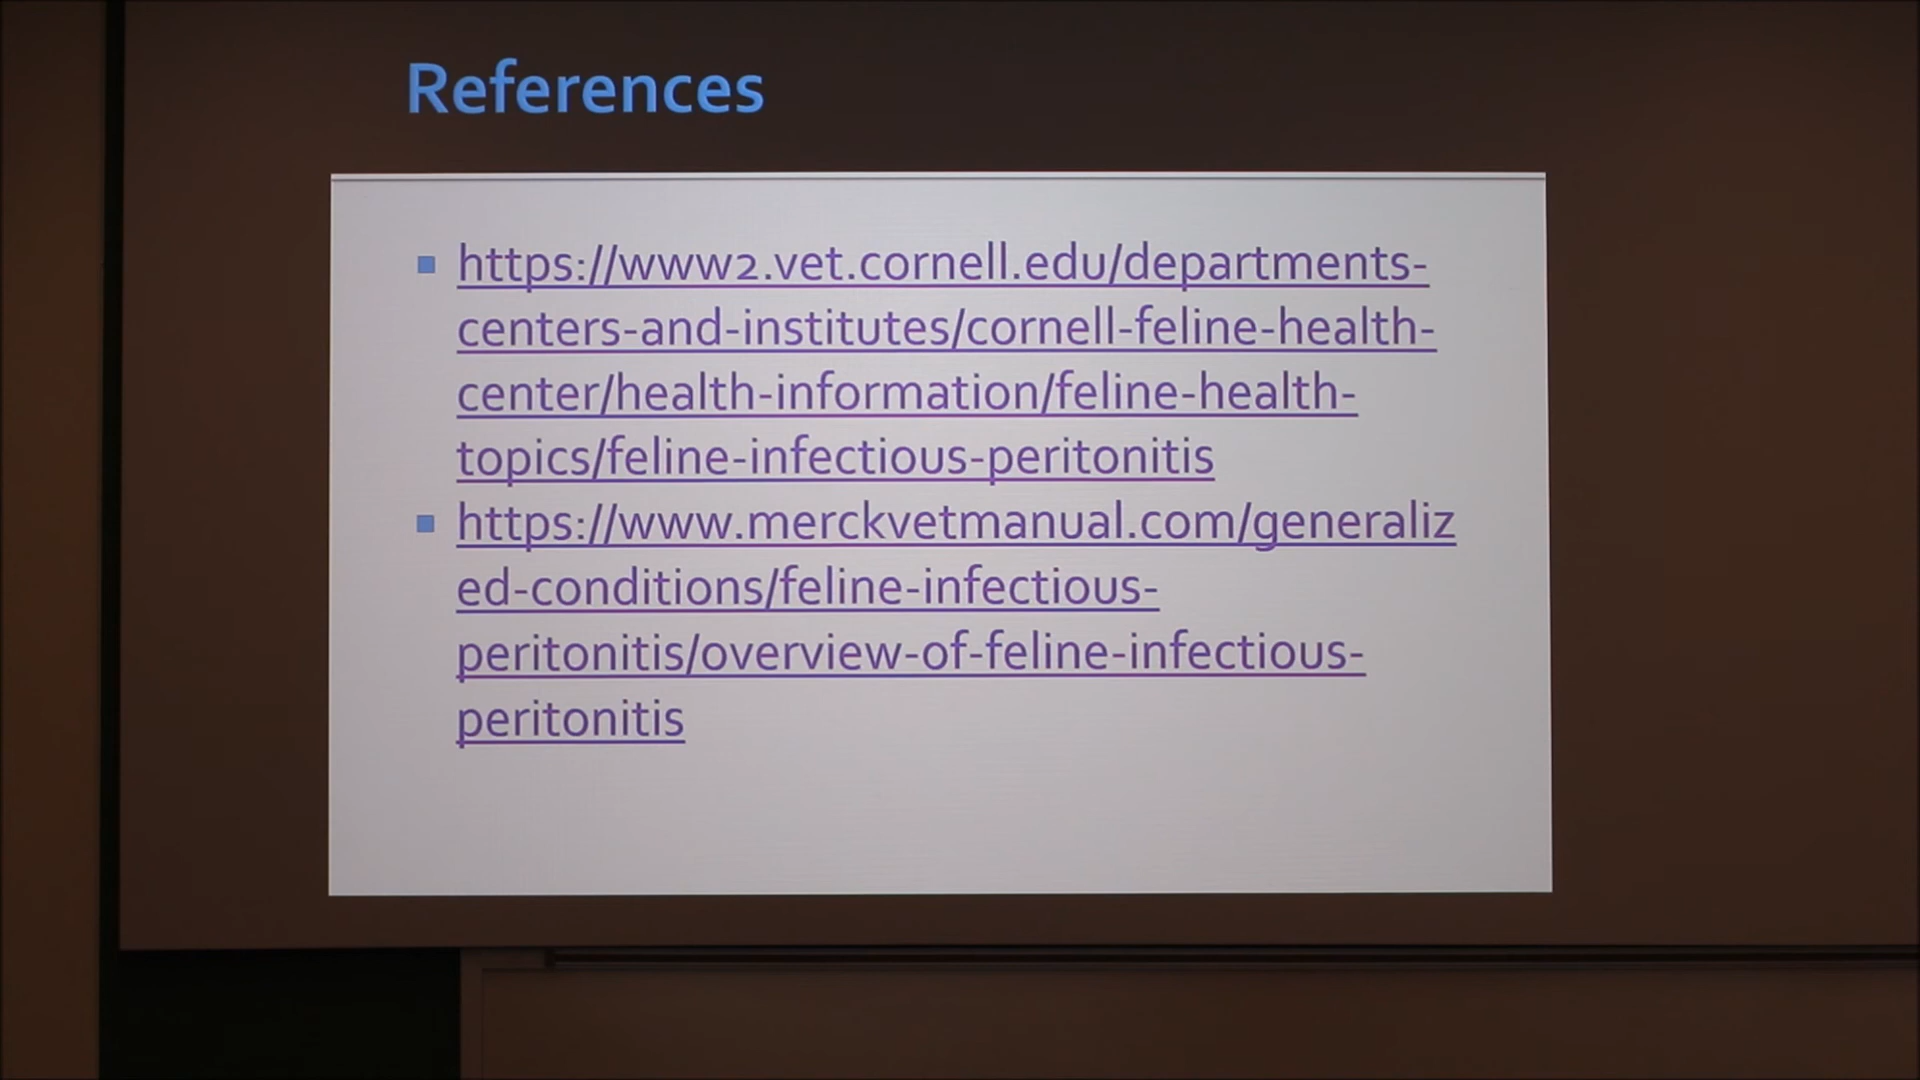 References
https://www2.vet.cornell.edu/departments-
centers-and-institutes/cornell-feline-health-
center/health-information/feline-health-
topics/feline-infectious-peritonitis
https://www.merckvetmanual.com/generaliz
ed-conditions/feline-infectious-
peritonitis/overview-of-feline-infectious-
peritonitis